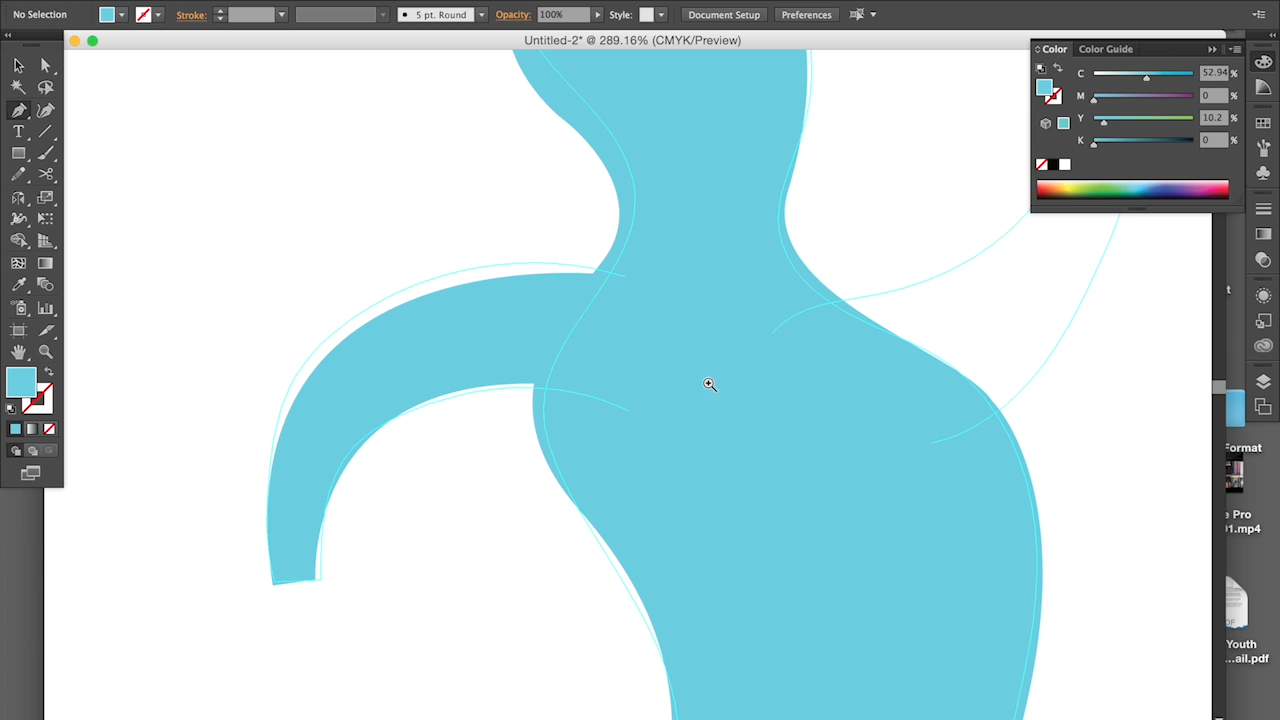 No Selection
Stroke:
5 pt. Round
Opacity:
100%
Style:
Document Setup
Preferences
Untitled-2* @ 289.16% (CMYK/Preview)
Color
Color Guide
C
52.94
%
M
0
%
Y
10.2
%
K
0
%
t
Format
e Pro
01.mp4
Youth
...ail.pdf